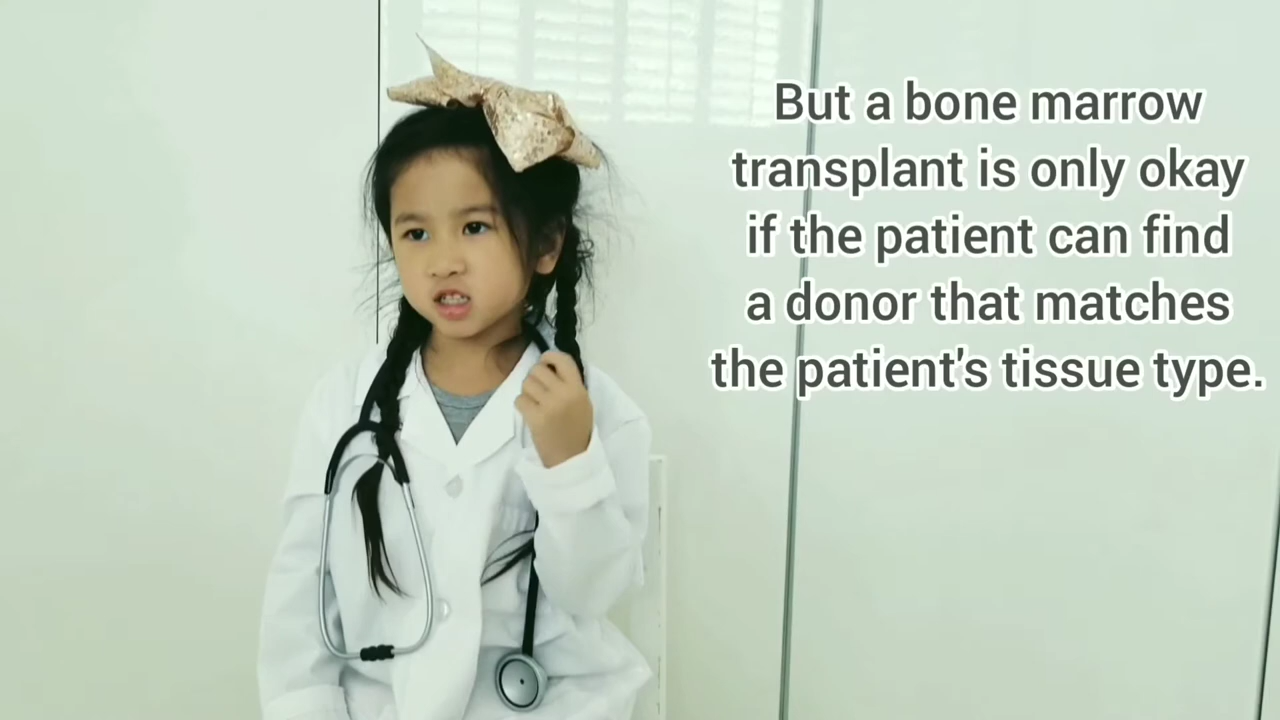 But a bone marrow
transplant is only okay
if the patient can find
a donor that matches
the patient's tissue type.